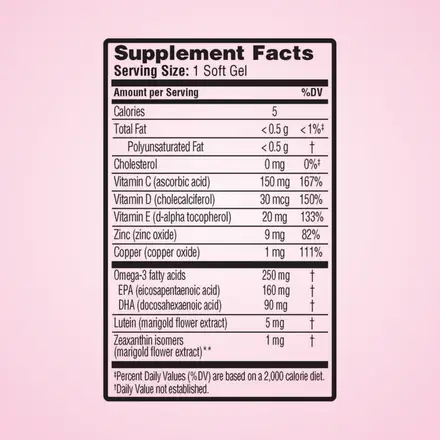 Supplement Facts
Serving Size: 1 Soft Gel
Amount per Serving %DV
Calories 5
Total Fat < 0.5 g < 1%‡
Polyunsaturated Fat < 0.5 g †
Cholesterol 0 mg 0%‡
Vitamin C (ascorbic acid) 150 mg 167%
Vitamin D (cholecalciferol) 30 mcg 150%
Vitamin E (d-alpha tocopherol) 20 mg 133%
Zinc (zinc oxide) 9 mg 82%
Copper (copper oxide) 1 mg 111%
Omega-3 fatty acids 250 mg †
EPA (eicosapentaenoic acid) 160 mg †
DHA (docosahexaenoic acid) 90 mg †
Lutein (marigold flower extract) 5 mg †
Zeaxanthin isomers 1 mg †
(marigold flower extract)**
‡Percent Daily Values (%DV) are based on a 2,000 calorie diet.
†Daily Value not established.